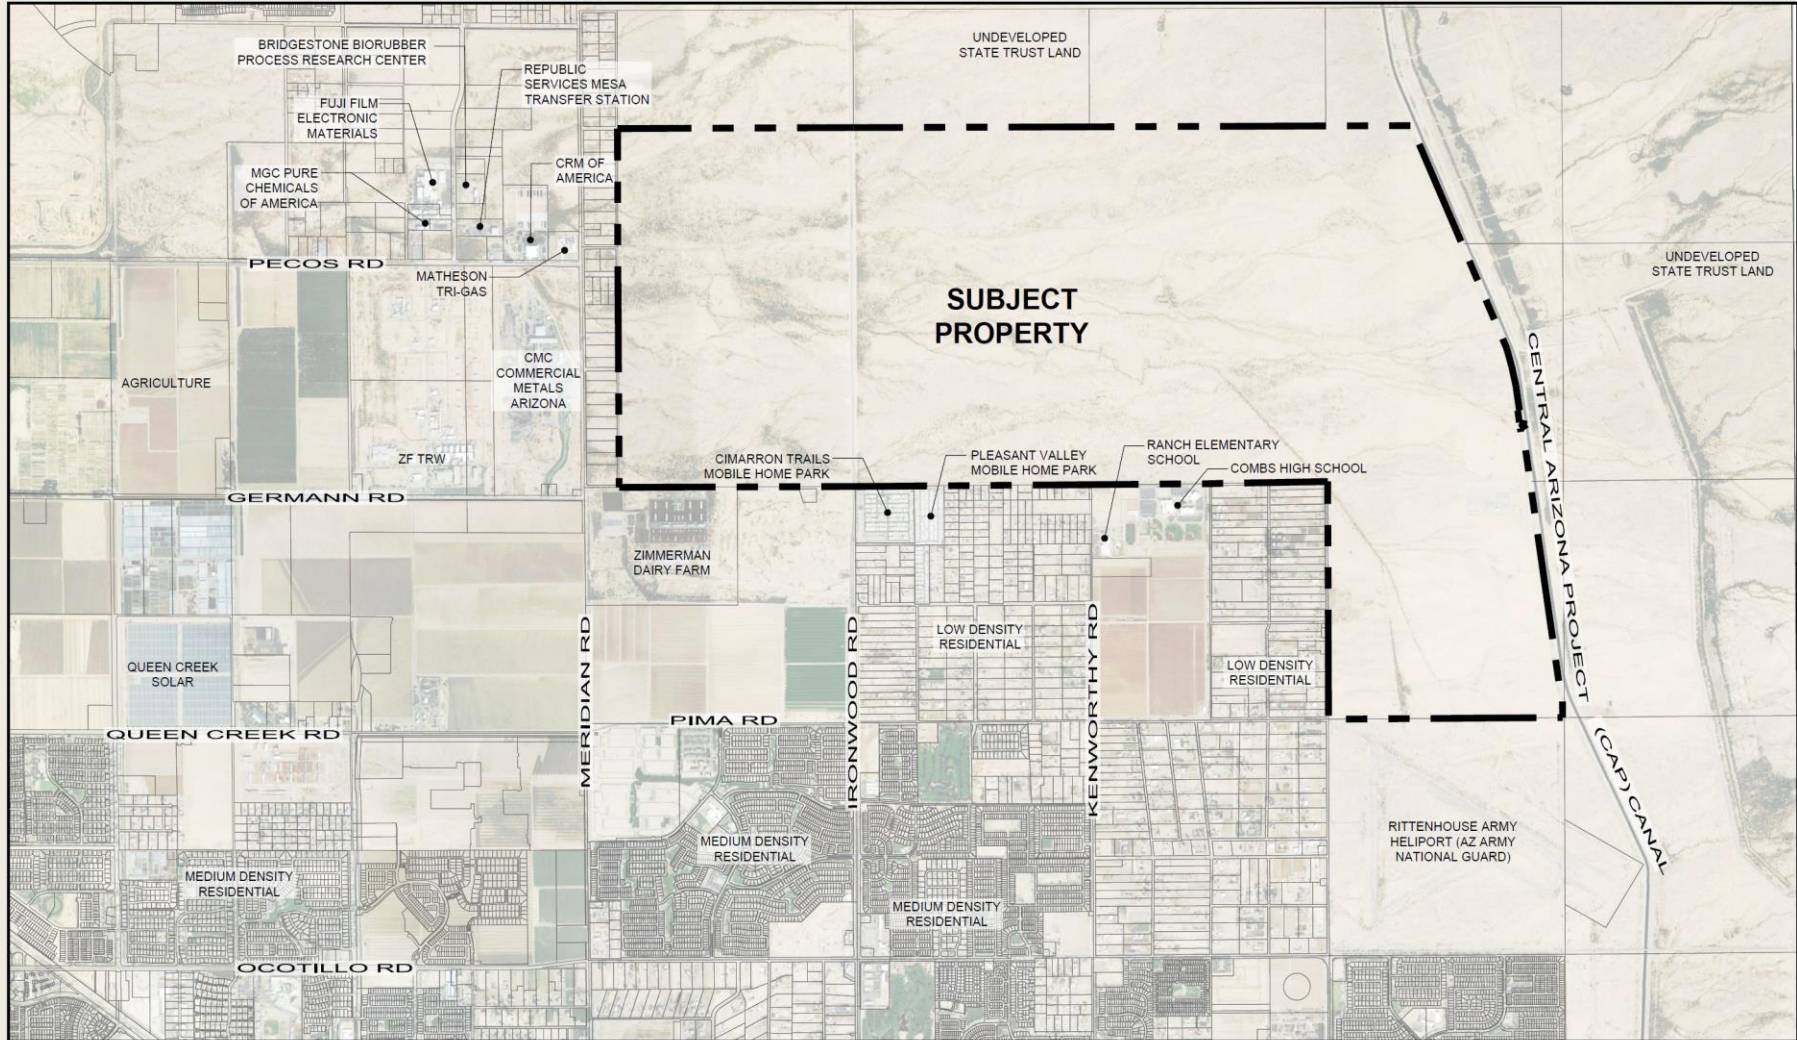 UNDEVELOPED
STATE TRUST LAND
BRIDGESTONE BIORUBBER
PROCESS RESEARCH CENTER
REPUBLIC
SERVICES MESA
TRANSFER STATION
FUJI FILM
ELECTRONIC
MATERIALS
CRM OF
AMERICA
MGC PURE
CHEMICALS
OF AMERICA
PECOS RD
MATHESON
TRI-GAS
UNDEVELOPED
STATE TRUST LAND
SUBJECT
PROPERTY
CMC
COMMERCIAL
METALS
ARIZONA
AGRICULTURE
ZF TRW
CIMARRON TRAILS
MOBILE HOME PARK
PLEASANT VALLEY
MOBILE HOME PARK
RANCH ELEMENTARY
SCHOOL
COMBS HIGH SCHOOL
CENTRAL ARIZONA PROJECT (CAP) CANAL
GERMANN RD
ZIMMERMAN
DAIRY FARM
MERIDIAN RD
IRONWOOD RD
KENWORTHY RD
LOW DENSITY
RESIDENTIAL
LOW DENSITY
RESIDENTIAL
QUEEN CREEK
SOLAR
PIMA RD
QUEEN CREEK RD
RITTENHOUSE ARMY
HELIPORT (AZ ARMY
NATIONAL GUARD)
MEDIUM DENSITY
RESIDENTIAL
MEDIUM DENSITY
RESIDENTIAL
MEDIUM DENSITY
RESIDENTIAL
OCOTILLO RD